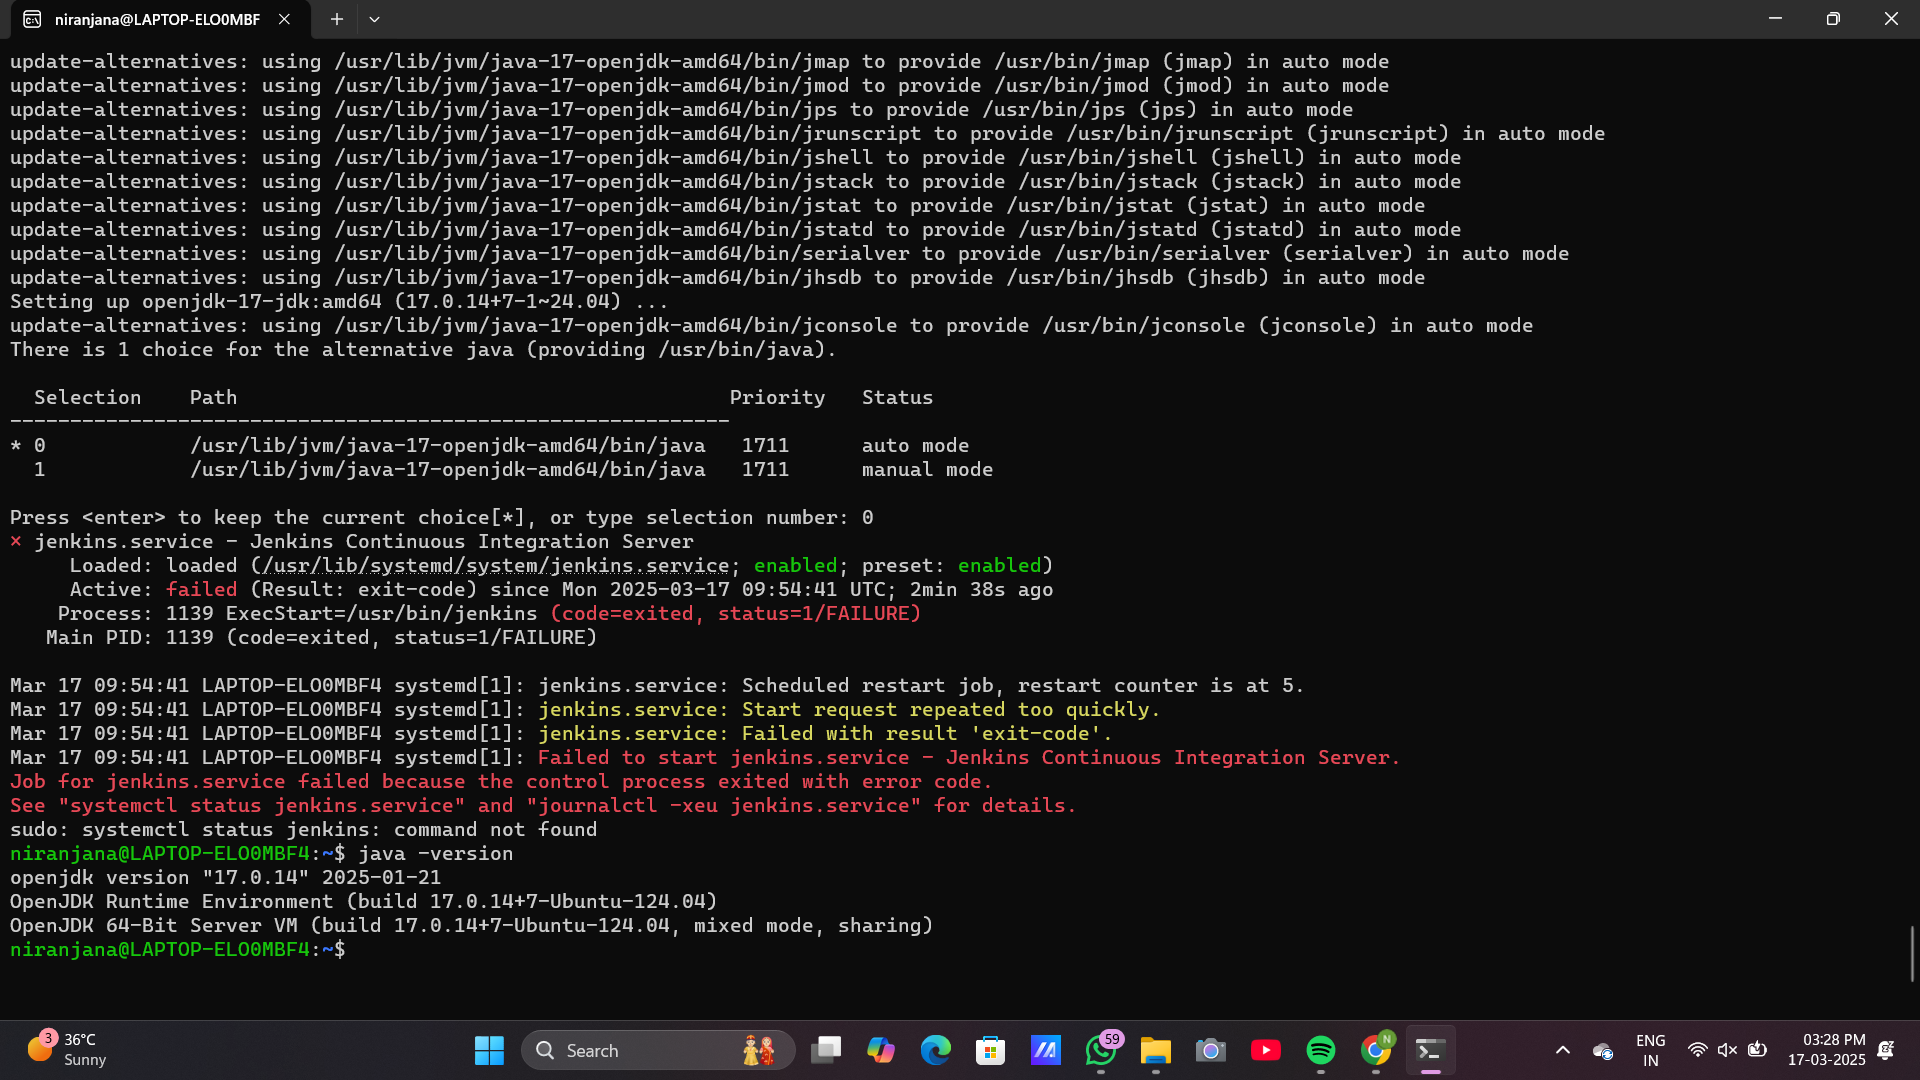 niranjana@LAPTOP-ELO0MBF
update-alternatives: using /usr/lib/jvm/java-17-openjdk-amd64/bin/jmap to provide /usr/bin/jmap (jmap) in auto mode
update-alternatives: using /usr/lib/jvm/java-17-openjdk-amd64/bin/jmod to provide /usr/bin/jmod (jmod) in auto mode
update-alternatives: using /usr/lib/jvm/java-17-openjdk-amd64/bin/jps to provide /usr/bin/jps (jps) in auto mode
update-alternatives: using /usr/lib/jvm/java-17-openjdk-amd64/bin/jrunscript to provide /usr/bin/jrunscript (jrunscript) in auto mode
update-alternatives: using /usr/lib/jvm/java-17-openjdk-amd64/bin/jshell to provide /usr/bin/jshell (jshell) in auto mode
update-alternatives: using /usr/lib/jvm/java-17-openjdk-amd64/bin/jstack to provide /usr/bin/jstack (jstack) in auto mode
update-alternatives: using /usr/lib/jvm/java-17-openjdk-amd64/bin/jstat to provide /usr/bin/jstat (jstat) in auto mode
update-alternatives: using /usr/lib/jvm/java-17-openjdk-amd64/bin/jstatd to provide /usr/bin/jstatd (jstatd) in auto mode
update-alternatives: using /usr/lib/jvm/java-17-openjdk-amd64/bin/serialver to provide /usr/bin/serialver (serialver) in auto mode
update-alternatives: using /usr/lib/jvm/java-17-openjdk-amd64/bin/jhsdb to provide /usr/bin/jhsdb (jhsdb) in auto mode
Setting up openjdk-17-jdk:amd64 (17.0.14+7-1~24.04) ...
update-alternatives: using /usr/lib/jvm/java-17-openjdk-amd64/bin/jconsole to provide /usr/bin/jconsole (jconsole) in auto mode
There is 1 choice for the alternative java (providing /usr/bin/java).
Selection    Path                                            Priority   Status
------------------------------------------------------------
* 0            /usr/lib/jvm/java-17-openjdk-amd64/bin/java   1711      auto mode
1            /usr/lib/jvm/java-17-openjdk-amd64/bin/java   1711      manual mode
Press <enter> to keep the current choice[*], or type selection number: 0
× jenkins.service - Jenkins Continuous Integration Server
Loaded: loaded (/usr/lib/systemd/system/jenkins.service; enabled; preset: enabled)
Active: failed (Result: exit-code) since Mon 2025-03-17 09:54:41 UTC; 2min 38s ago
Process: 1139 ExecStart=/usr/bin/jenkins (code=exited, status=1/FAILURE)
Main PID: 1139 (code=exited, status=1/FAILURE)
Mar 17 09:54:41 LAPTOP-ELO0MBF4 systemd[1]: jenkins.service: Scheduled restart job, restart counter is at 5.
Mar 17 09:54:41 LAPTOP-ELO0MBF4 systemd[1]: jenkins.service: Start request repeated too quickly.
Mar 17 09:54:41 LAPTOP-ELO0MBF4 systemd[1]: jenkins.service: Failed with result 'exit-code'.
Mar 17 09:54:41 LAPTOP-ELO0MBF4 systemd[1]: Failed to start jenkins.service - Jenkins Continuous Integration Server.
Job for jenkins.service failed because the control process exited with error code.
See "systemctl status jenkins.service" and "journalctl -xeu jenkins.service" for details.
sudo: systemctl status jenkins: command not found
niranjana@LAPTOP-ELO0MBF4:~$ java -version
openjdk version "17.0.14" 2025-01-21
OpenJDK Runtime Environment (build 17.0.14+7-Ubuntu-124.04)
OpenJDK 64-Bit Server VM (build 17.0.14+7-Ubuntu-124.04, mixed mode, sharing)
niranjana@LAPTOP-ELO0MBF4:~$
3
36°C
Sunny
Search
59
N
ENG
IN
03:28 PM
17-03-2025